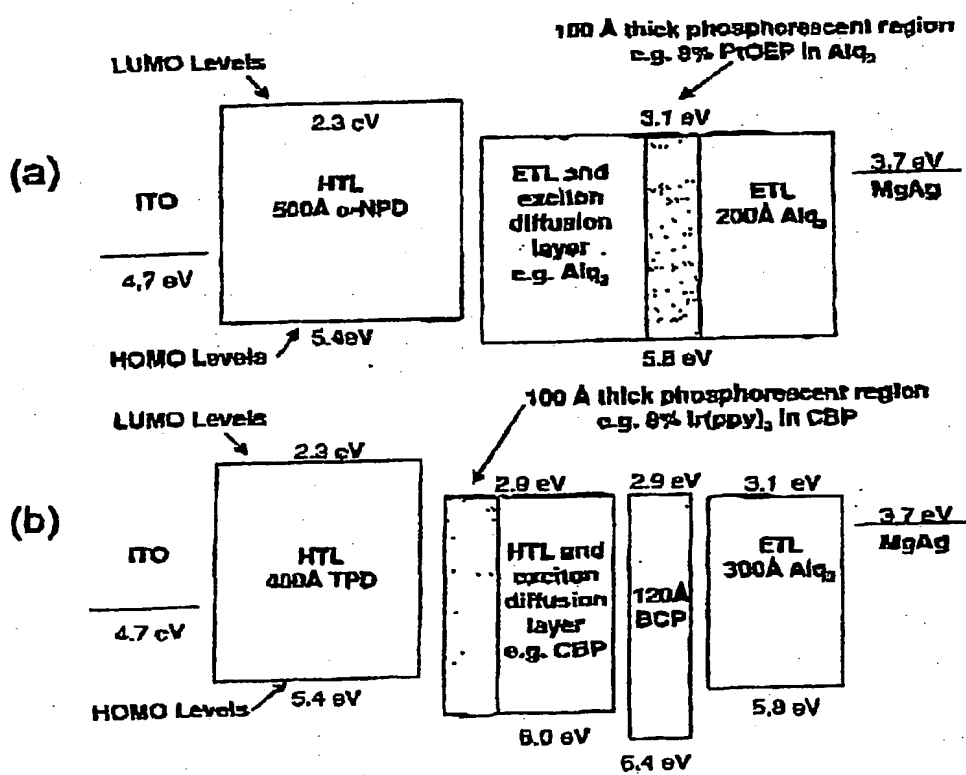 100 Å thick phosphorescent region
e.g. 8% PtOEP in Alq3
LUMO Levels
(a)
2.3 eV
3.1 eV
ITO
4.7 eV
HTL
500Å α-NPD
ETL and
exciton
diffusion
layer
e.g. Alq3
ETL
200Å Alq3
3.7 eV
MgAg
HOMO Levels
5.4eV
5.8 eV
100 Å thick phosphorescent region
e.g. 8% Ir(ppy)3 in CBP
LUMO Levels
(b)
2.3 eV
2.9 eV
2.9 eV
3.1 eV
ITO
4.7 eV
HTL
400Å TPD
HTL and
exciton
diffusion
layer
e.g. CBP
120Å
BCP
ETL
300Å Alq3
3.7 eV
MgAg
HOMO Levels
5.4 eV
6.0 eV
6.4 eV
5.8 eV